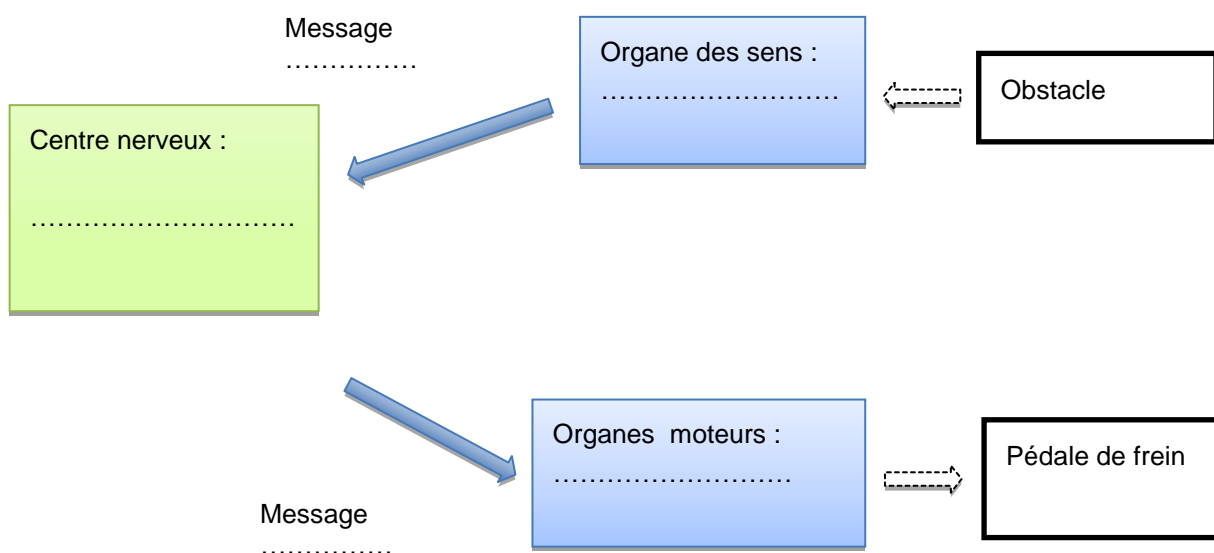 Message
……………
Organe des sens :
………………………
Obstacle
Centre nerveux :
…………………………
Organes  moteurs :
………………………
Pédale de frein
Message
……………